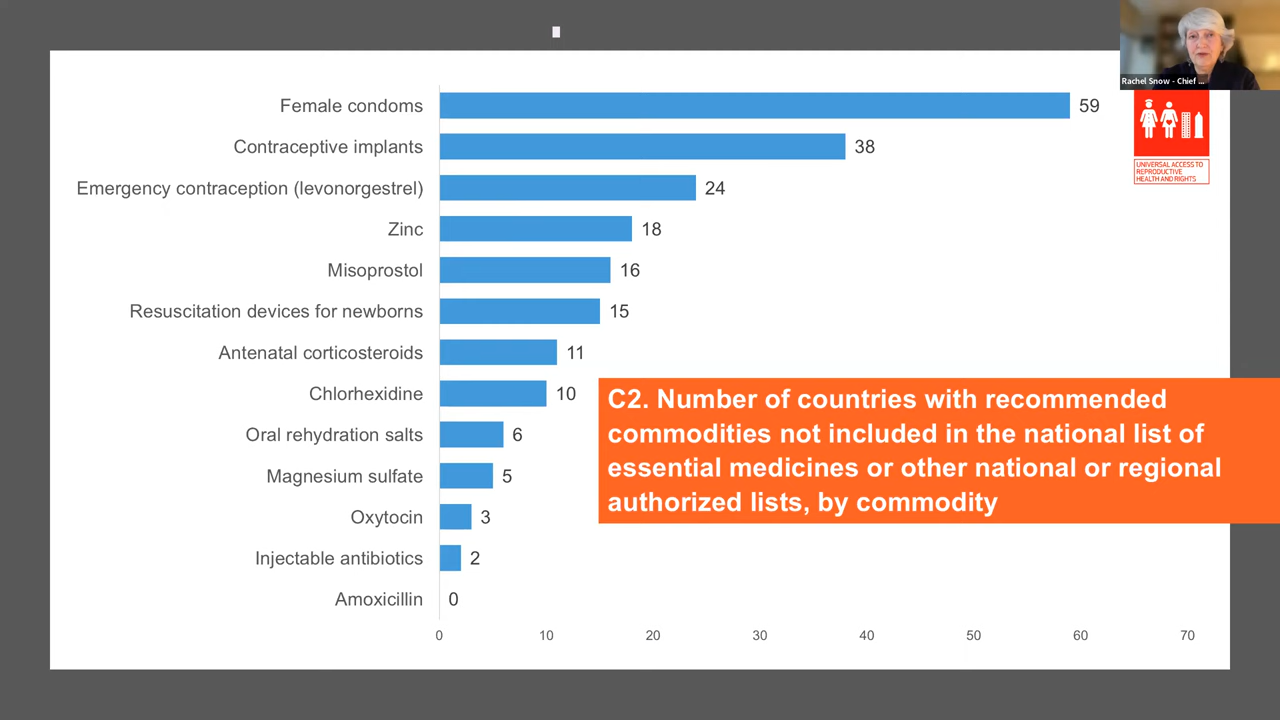 Rachel Snow - Chief ...
Female condoms 59
Contraceptive implants 38
Emergency contraception (levonorgestrel) 24
Zinc 18
Misoprostol 16
Resuscitation devices for newborns 15
Antenatal corticosteroids 11
Chlorhexidine 10
Oral rehydration salts 6
Magnesium sulfate 5
Oxytocin 3
Injectable antibiotics 2
Amoxicillin 0
0 10 20 30 40 50 60 70
UNIVERSAL ACCESS TO
REPRODUCTIVE
HEALTH AND RIGHTS
C2. Number of countries with recommended
commodities not included in the national list of
essential medicines or other national or regional
authorized lists, by commodity